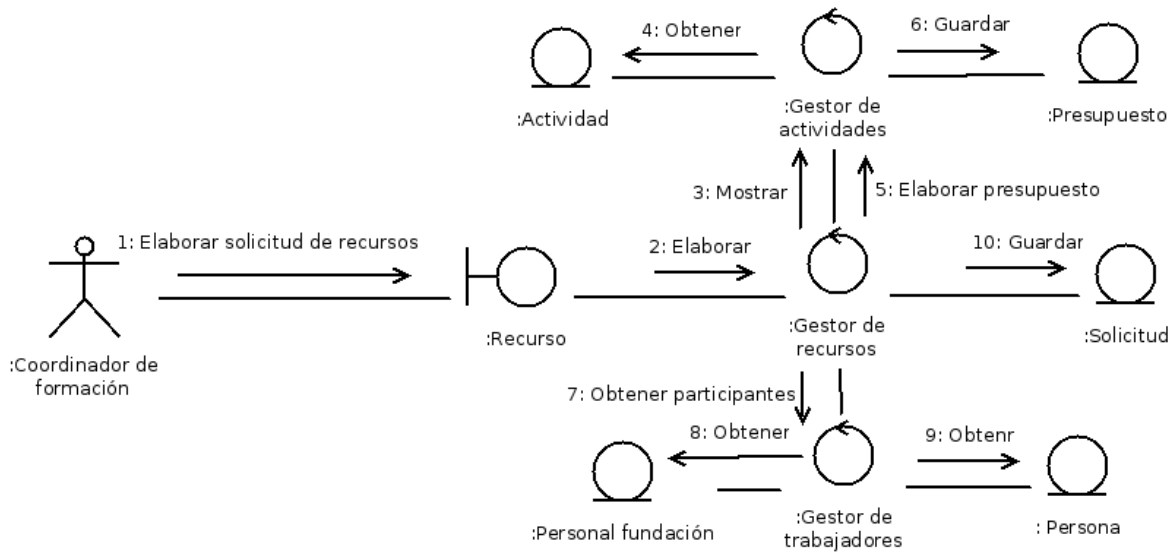 4: Obtener
6: Guardar
:Actividad
:Gestor de
actividades
:Presupuesto
3: Mostrar
5: Elaborar presupuesto
1: Elaborar solicitud de recursos
2: Elaborar
10: Guardar
:Coordinador de
formación
:Recurso
:Gestor de
recursos
:Solicitud
7: Obtener participantes
8: Obtener
9: Obtenr
:Personal fundación
:Gestor de
trabajadores
: Persona